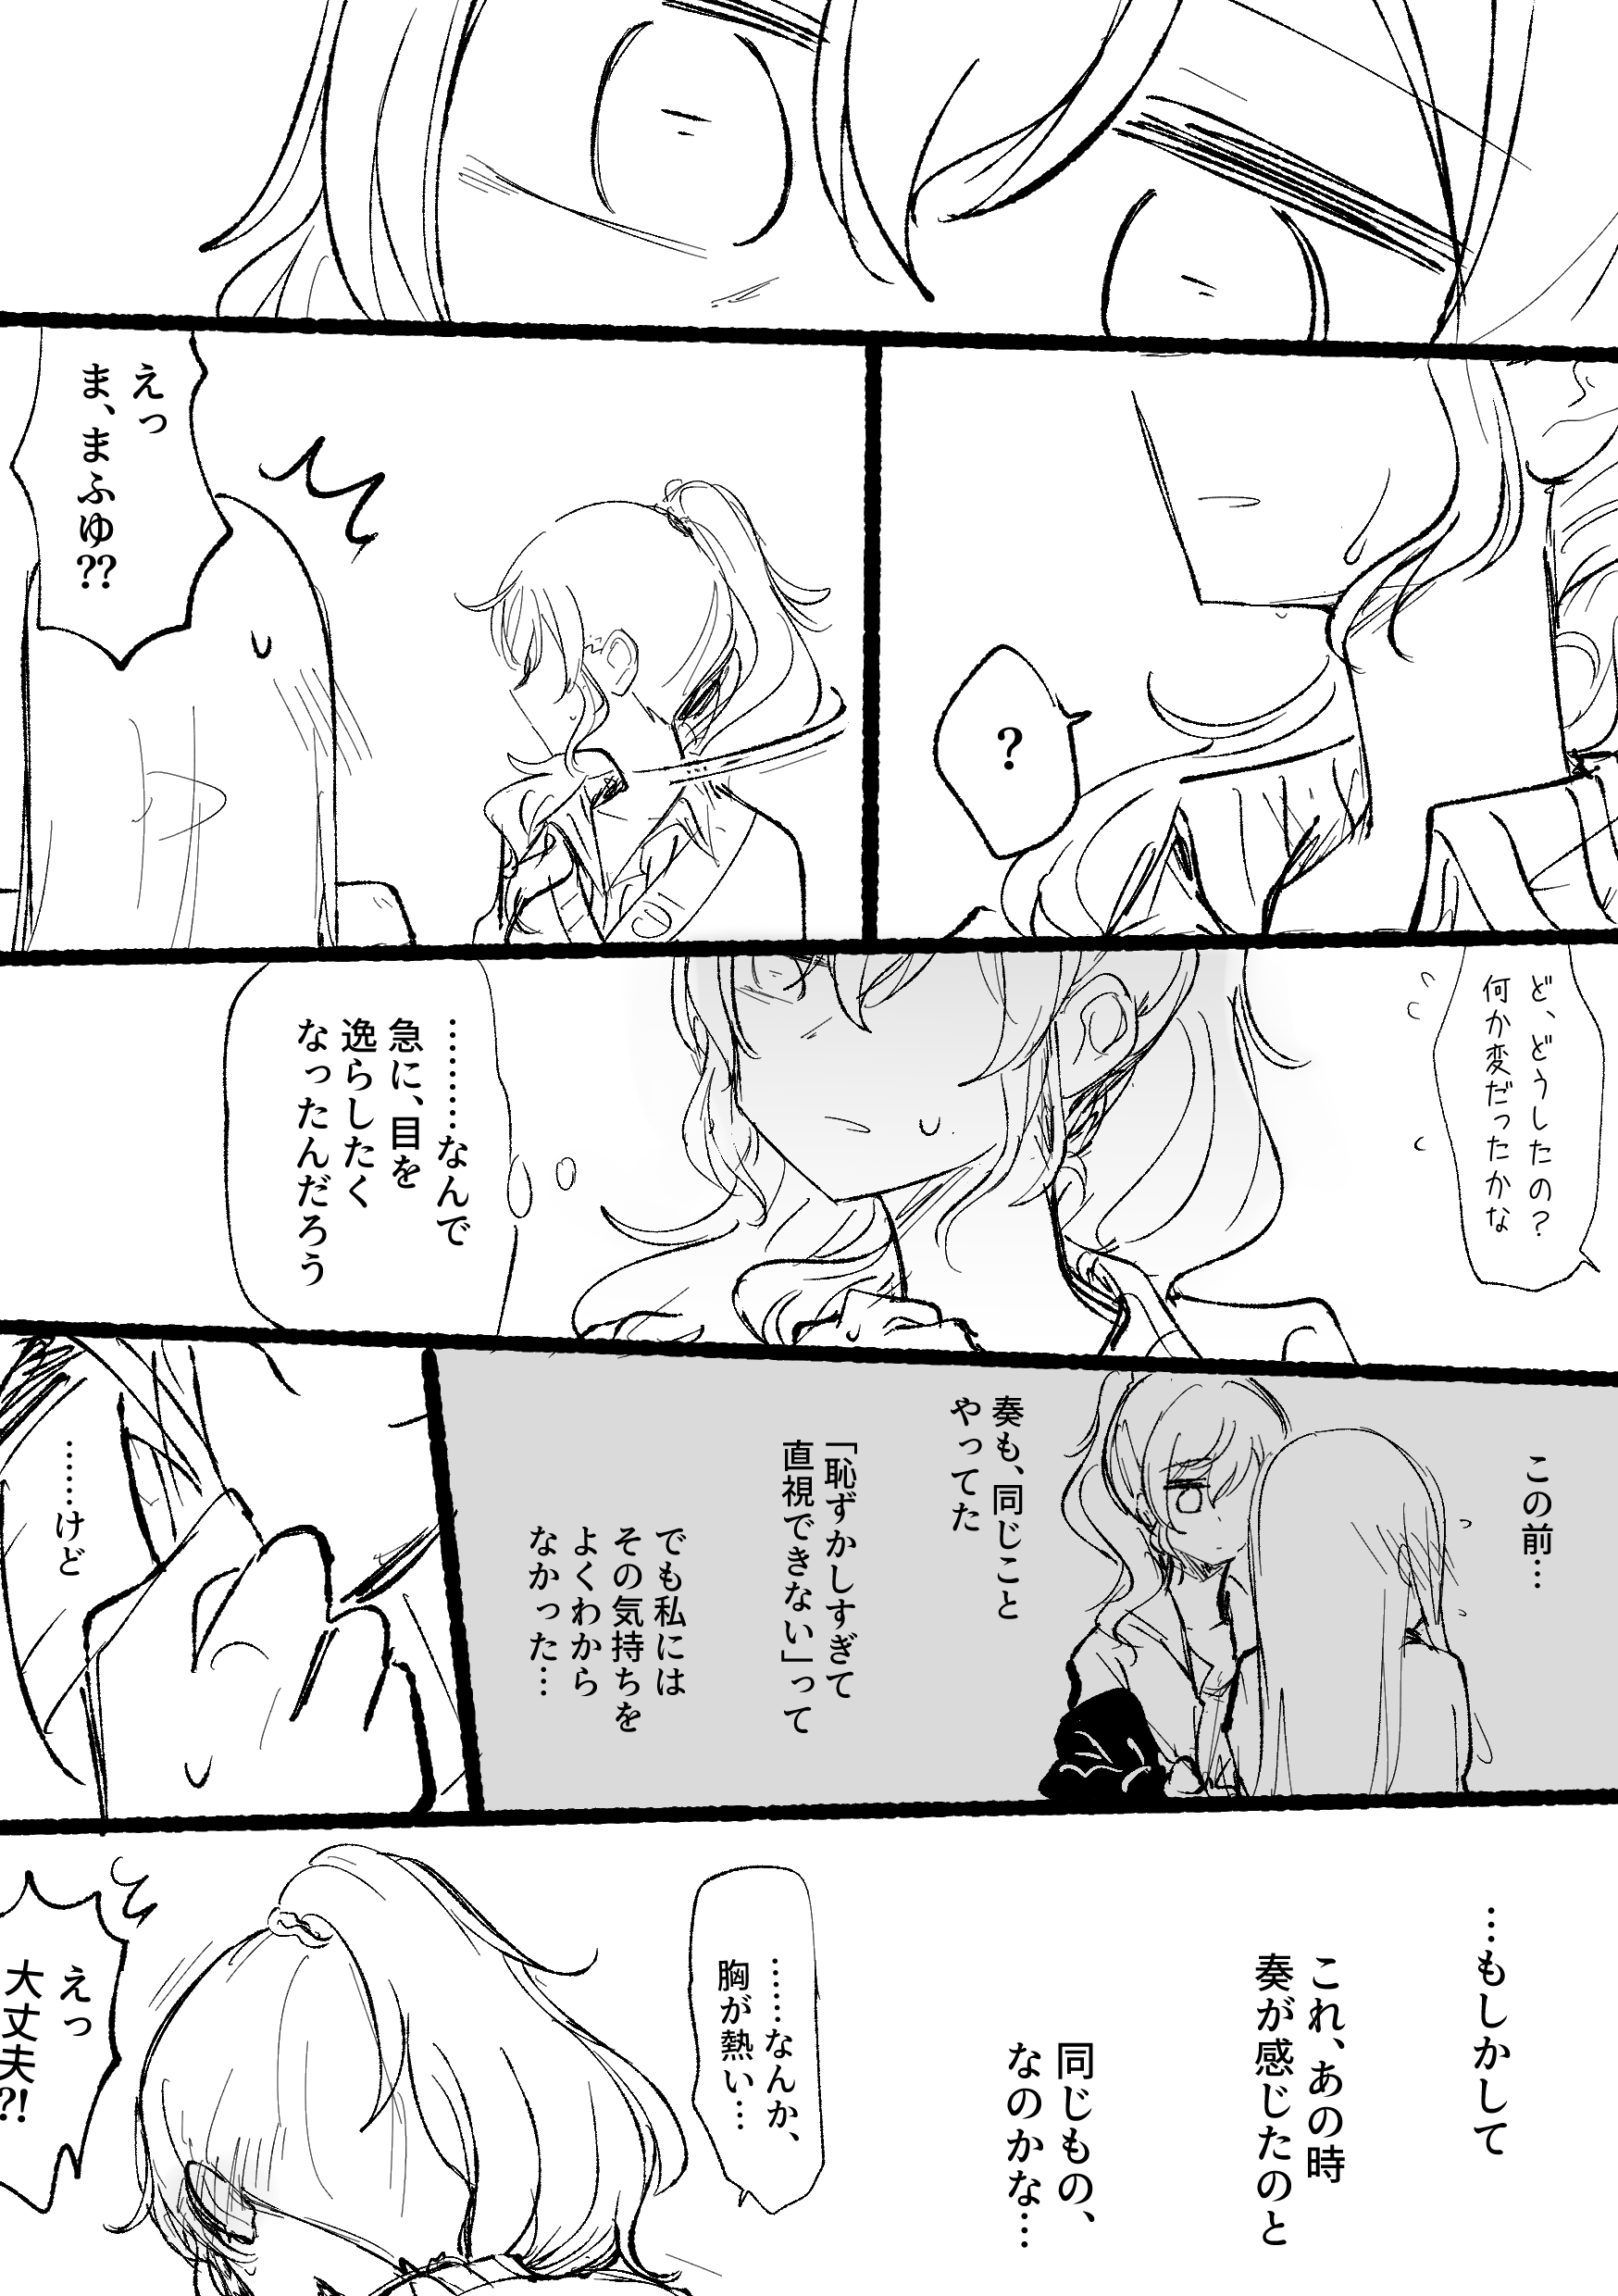 ?
えっ
ま、まふゆ??
ど、どうしたの?
何か変だったかな
………なんで
急に、目を
逸らしたく
なったんだろう
この前…
奏も、同じこと
やってた
「恥ずかしすぎて
直視できない」って
でも私には
その気持ちを
よくわから
なかった…
……けど
…もしかして
これ、あの時
奏が感じたのと
同じもの、
なのかな…
……なんか、
胸が熱い…
えっ
大丈夫?!